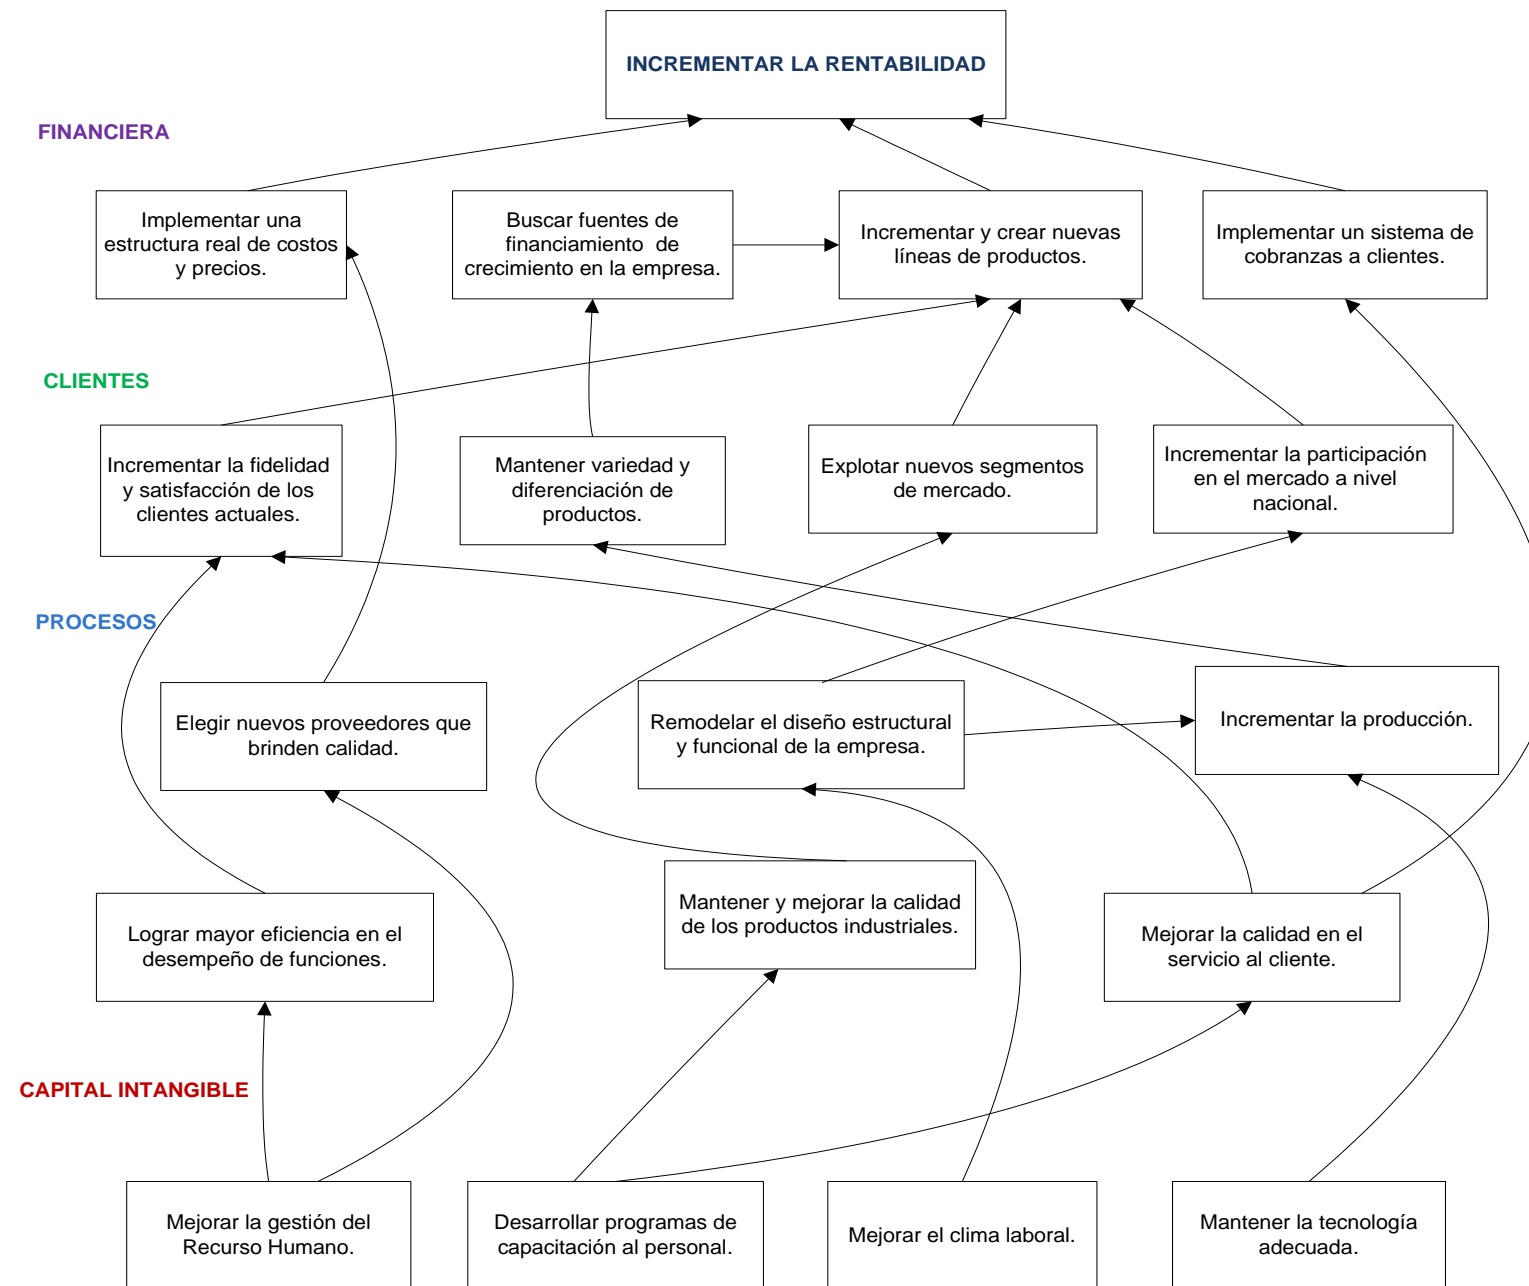 INCREMENTAR LA RENTABILIDAD
FINANCIERA
Implementar una
estructura real de costos
y precios.
Buscar fuentes de
financiamiento  de
crecimiento en la empresa.
Incrementar y crear nuevas
líneas de productos.
Implementar un sistema de
cobranzas a clientes.
CLIENTES
Incrementar la fidelidad
y satisfacción de los
clientes actuales.
Mantener variedad y
diferenciación de
productos.
Explotar nuevos segmentos
de mercado.
Incrementar la participación
en el mercado a nivel
nacional.
PROCESOS
Elegir nuevos proveedores que
brinden calidad.
Remodelar el diseño estructural
y funcional de la empresa.
Incrementar la producción.
Lograr mayor eficiencia en el
desempeño de funciones.
Mantener y mejorar la calidad
de los productos industriales.
Mejorar la calidad en el
servicio al cliente.
CAPITAL INTANGIBLE
Mejorar la gestión del
Recurso Humano.
Desarrollar programas de
capacitación al personal.
Mejorar el clima laboral.
Mantener la tecnología
adecuada.